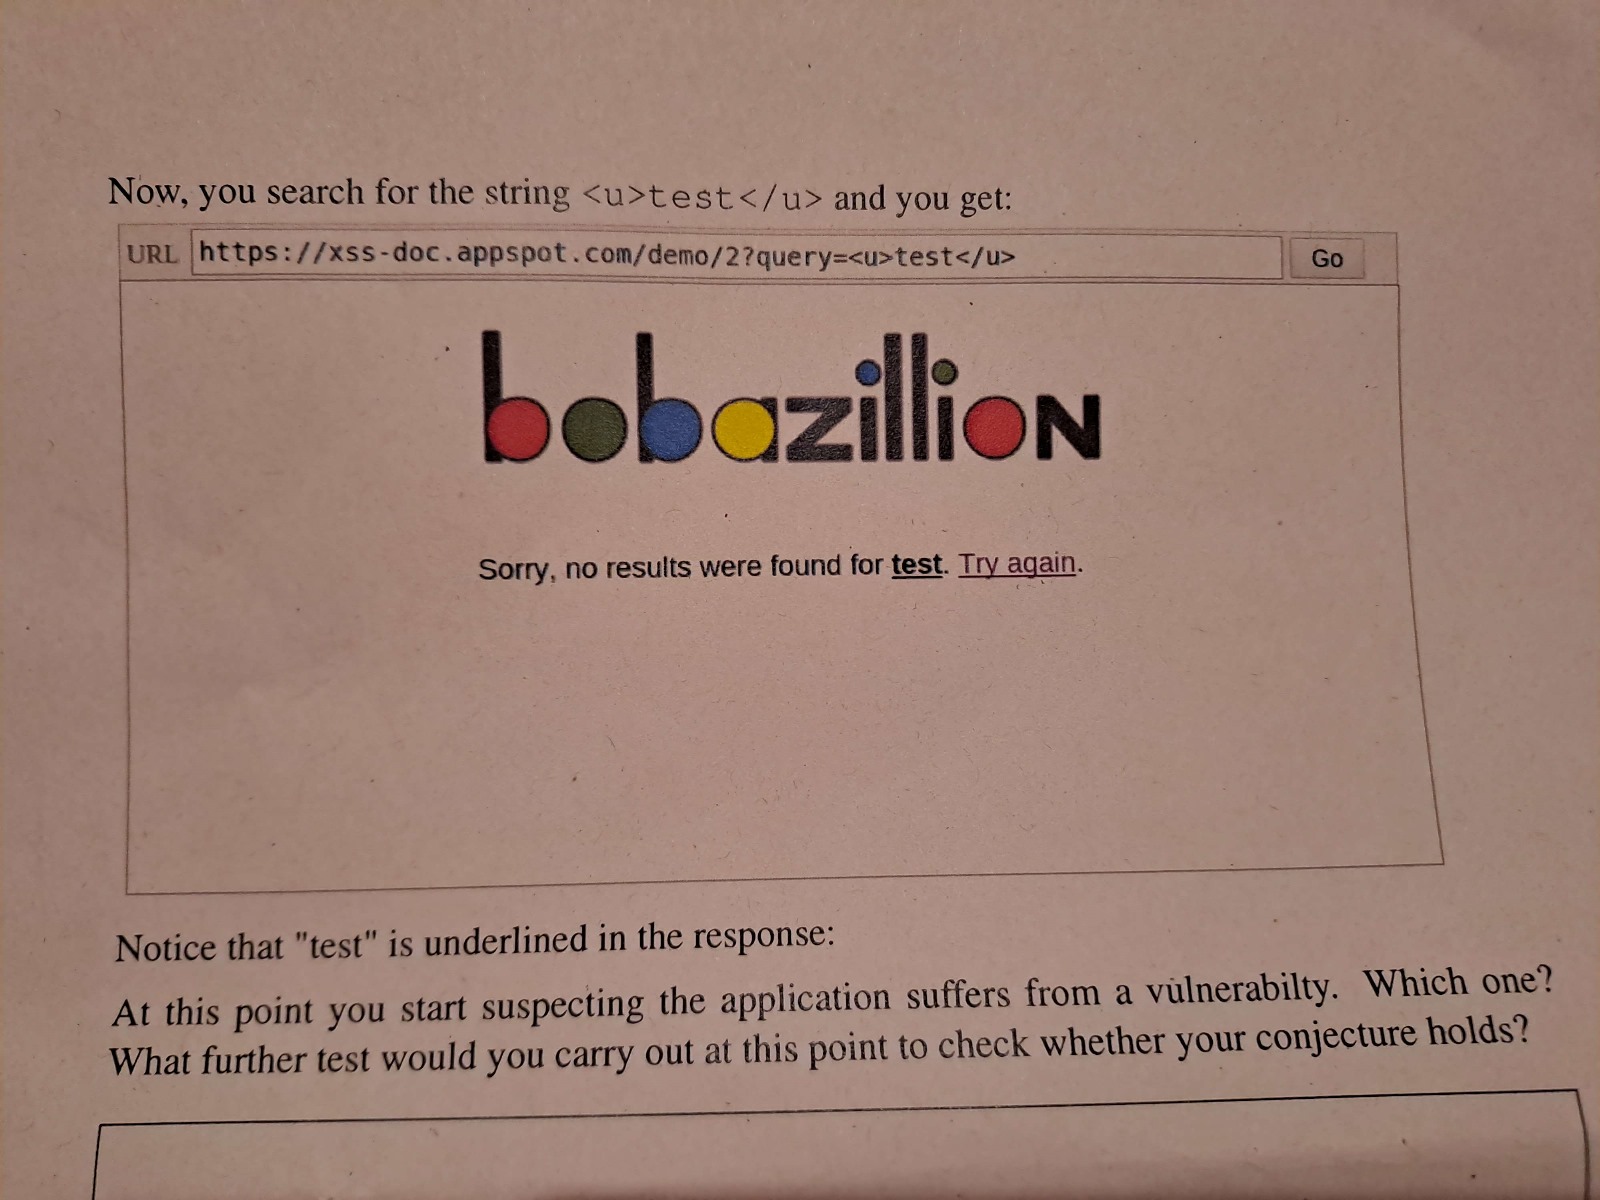 Now, you search for the string <u>test</u> and you get:
URL https://xss-doc.appspot.com/demo/2?query=<u>test</u> Go
bobazillion
Sorry, no results were found for test. Try again.
Notice that "test" is underlined in the response:
At this point you start suspecting the application suffers from a vulnerabilty. Which one?
What further test would you carry out at this point to check whether your conjecture holds?